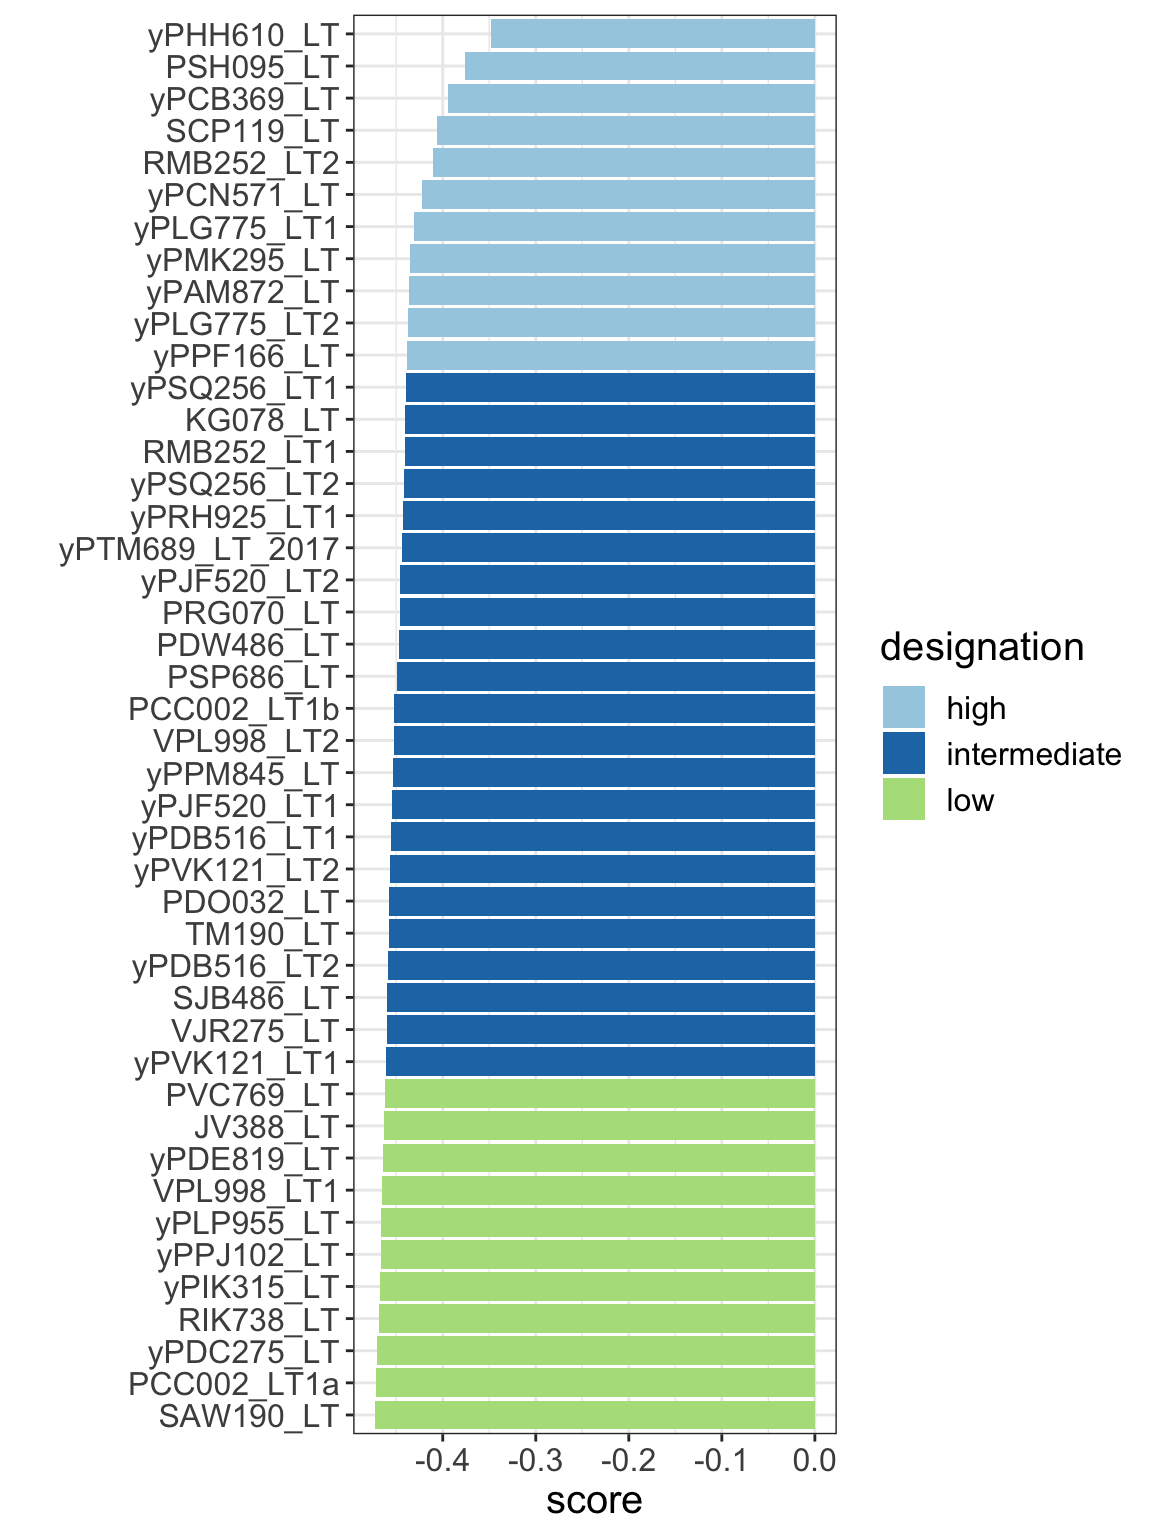 yPHH610_LT
PSH095_LT
yPCB369_LT
SCP119_LT
RMB252_LT2
yPCN571_LT
yPLG775_LT1
yPMK295_LT
yPAM872_LT
yPLG775_LT2
yPPF166_LT
yPSQ256_LT1
KG078_LT
RMB252_LT1
yPSQ256_LT2
yPRH925_LT1
yPTM689_LT_2017
yPJF520_LT2
PRG070_LT
PDW486_LT
PSP686_LT
PCC002_LT1b
VPL998_LT2
yPPM845_LT
yPJF520_LT1
yPDB516_LT1
yPVK121_LT2
PDO032_LT
TM190_LT
yPDB516_LT2
SJB486_LT
VJR275_LT
yPVK121_LT1
PVC769_LT
JV388_LT
yPDE819_LT
VPL998_LT1
yPLP955_LT
yPPJ102_LT
yPIK315_LT
RIK738_LT
yPDC275_LT
PCC002_LT1a
SAW190_LT
-0.4 -0.3 -0.2 -0.1 0.0
score
designation
high
intermediate
low